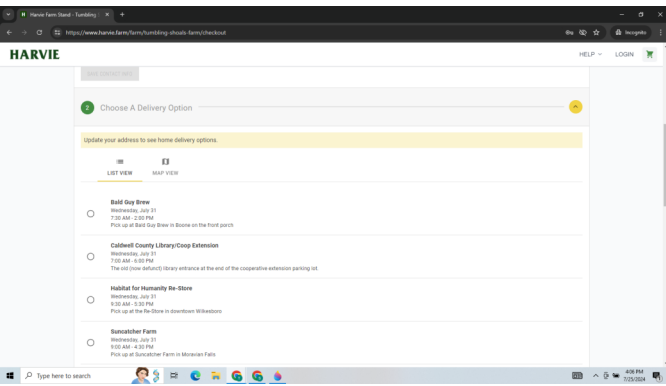 Harvie Farm Stand - Tumbling
https://www.harvie.farm/farm/tumbling-shoals-farm/checkout
Incognito
HARVIE
HELP
LOGIN
2
Choose A Delivery Option
Update your address to see home delivery options.
LIST VIEW
MAP VIEW
Bald Guy Brew
Wednesday, July 31
7:30 AM - 2:00 PM
Pick up at Bald Guy Brew in Boone on the front porch
Caldwell County Library/Coop Extension
Wednesday, July 31
7:00 AM - 6:00 PM
The old (now defunct) library entrance at the end of the cooperative extension parking lot.
Habitat for Humanity Re-Store
Wednesday, July 31
9:30 AM - 5:30 PM
Pick up at the Re-Store in downtown Wilkesboro
Suncatcher Farm
Wednesday, July 31
9:00 AM - 4:30 PM
Pick up at Suncatcher Farm in Moravian Falls
Type here to search
4:06 PM
7/25/2024